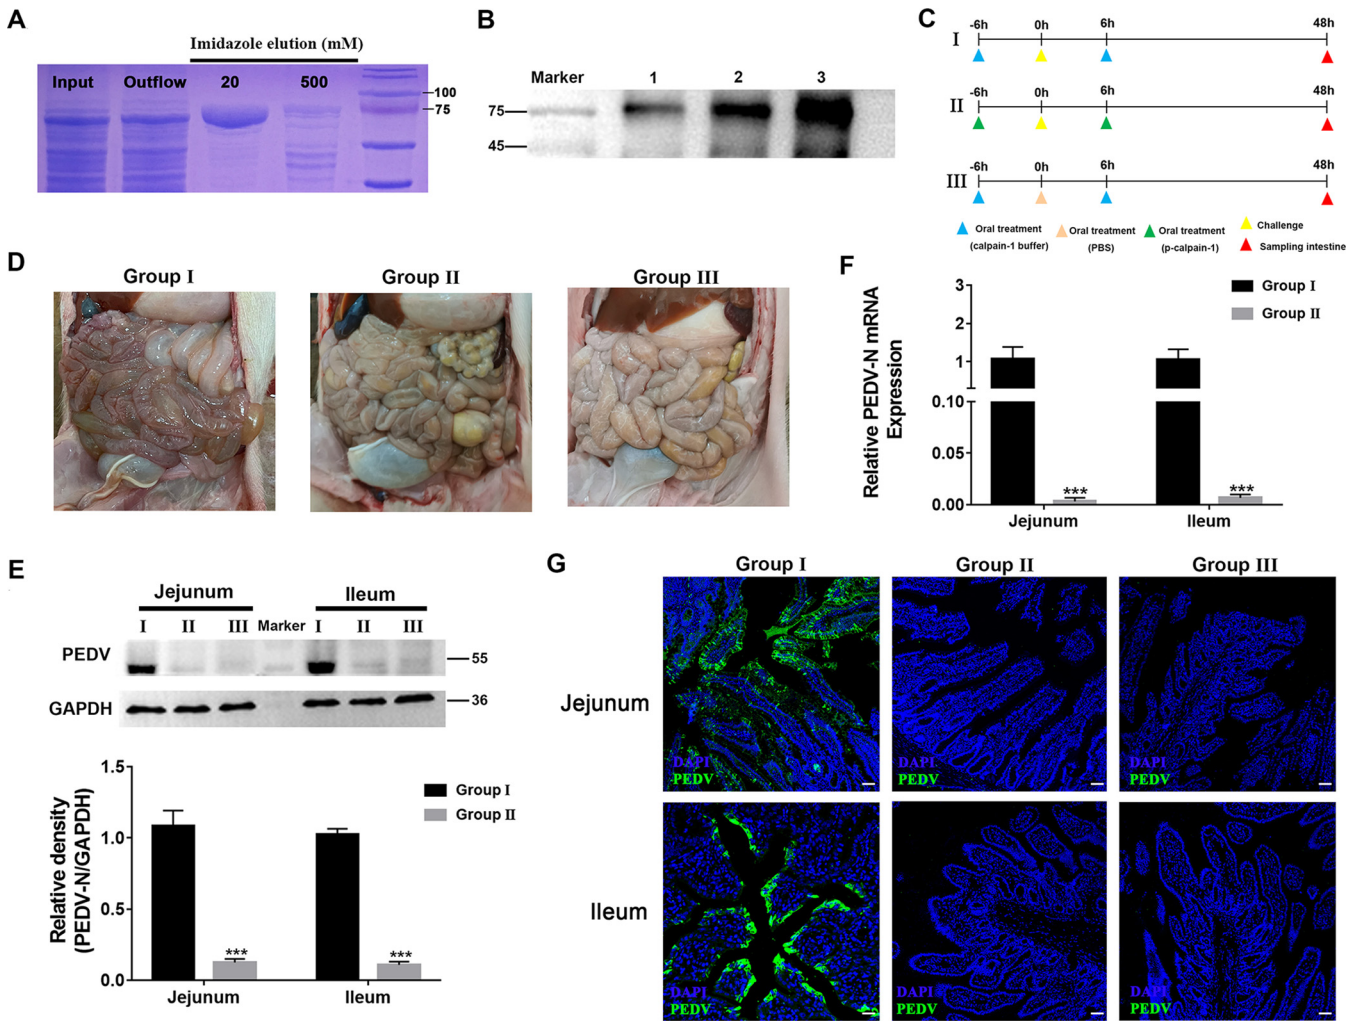 A
Imidazole elution (mM)
Input Outflow 20 500
100
75
B
Marker 1 2 3
75
45
C
-6h 0h 6h 48h
I
-6h 0h 6h 48h
II
-6h 0h 6h 48h
III
Oral treatment
(calpain-1 buffer)
Oral treatment
(PBS)
Oral treatment
(p-calpain-1)
Challenge
Sampling intestine
D
Group I Group II Group III
E
Jejunum Ileum
I II III Marker I II III
PEDV
55
GAPDH
36
Relative density
(PEDV-N/GAPDH)
1.5
1.0
0.5
0.0
Group I
Group II
*** ***
Jejunum Ileum
F
Relative PEDV-N mRNA
Expression
3
2
1
0.10
0.05
0.00
Group I
Group II
*** ***
Jejunum Ileum
G
Group I Group II Group III
Jejunum
DAPI DAPI DAPI
PEDV PEDV PEDV
Ileum
DAPI DAPI DAPI
PEDV PEDV PEDV